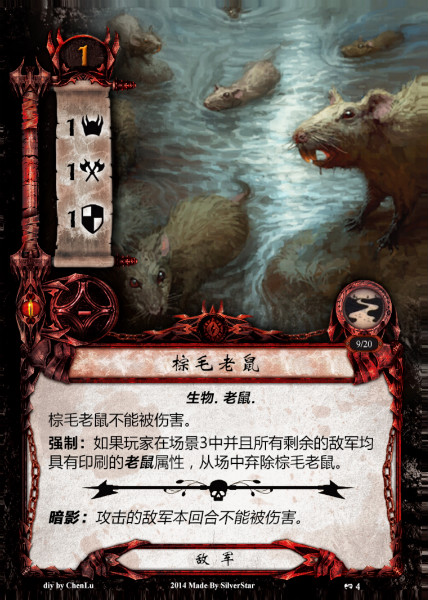 1
1
1
1
1
-
9/20
棕毛老鼠
生物. 老鼠.
棕毛老鼠不能被伤害。
强制：如果玩家在场景3中并且所有剩余的敌军均
具有印刷的老鼠属性，从场中弃除棕毛老鼠。
暗影：攻击的敌军本回合不能被伤害。
敌 军
diy by ChenLu 2014 Made By SilverStar 4